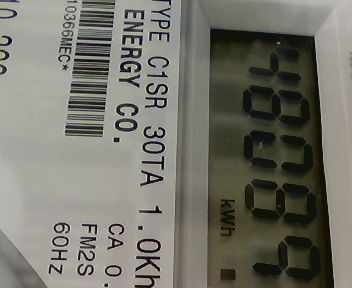 kWh
TYPE C1SR 30TA 1.0Kh
ENERGY CO.
CA 0.
FM2S
10366MEC*
60Hz